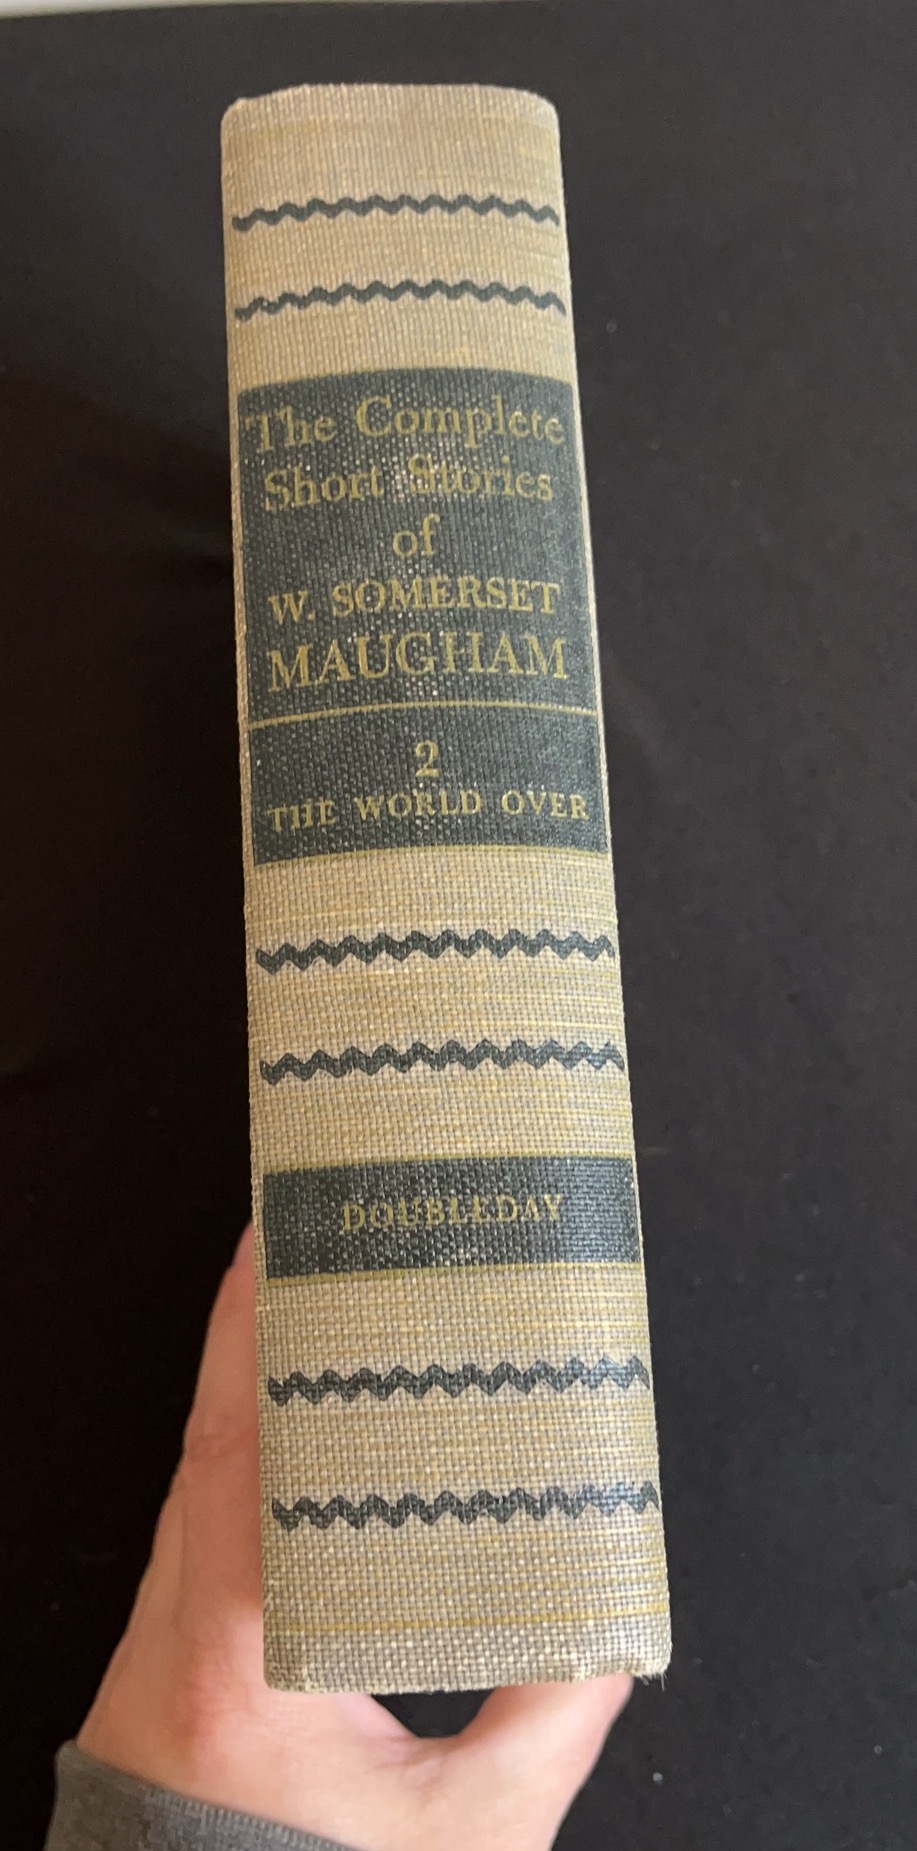 The Complete
Short Stories
of
W. SOMERSET
MAUGHAM
2
THE WORLD OVER
DOUBLEDAY